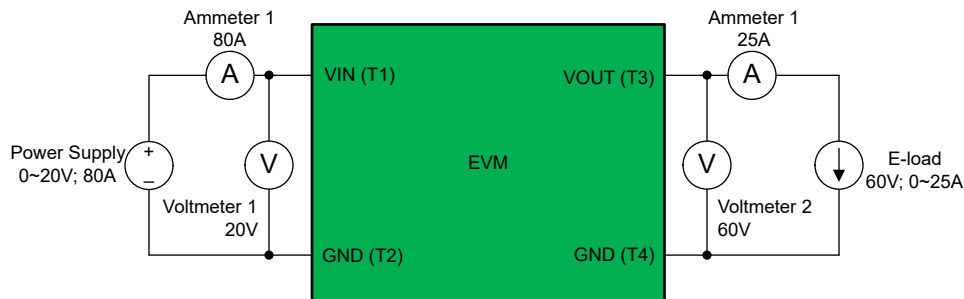 Ammeter 1
80A
A
VIN (T1)
Power Supply
0~20V; 80A
+
–
V
Voltmeter 1
20V
GND (T2)
EVM
Ammeter 1
25A
VOUT (T3)
A
V
E-load
60V; 0~25A
Voltmeter 2
60V
GND (T4)